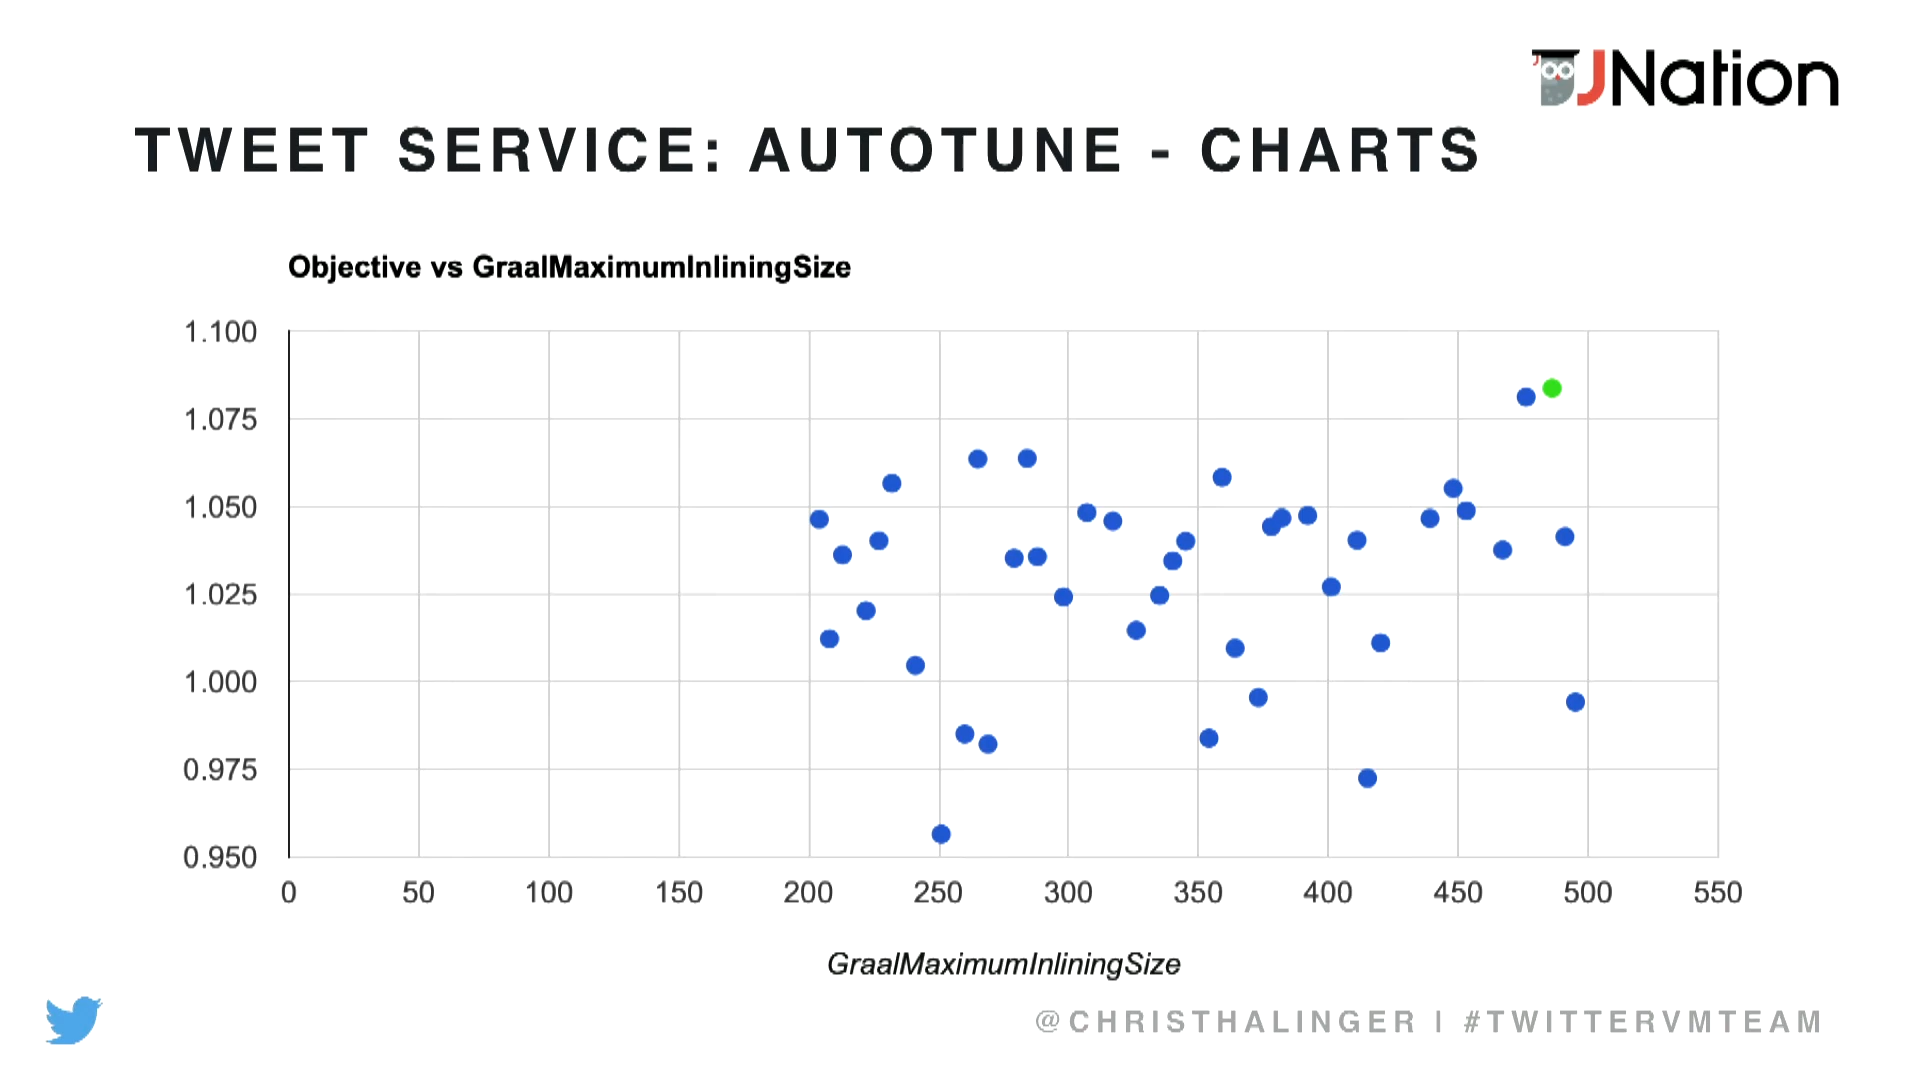 JNation
TWEET SERVICE: AUTOTUNE - CHARTS
Objective vs GraalMaximumInliningSize
1.100
1.075
1.050
1.025
1.000
0.975
0.950
0 50 100 150 200 250 300 350 400 450 500 550
GraalMaximumInliningSize
@CHRISTHALINGER | #TWITTERVMTEAM